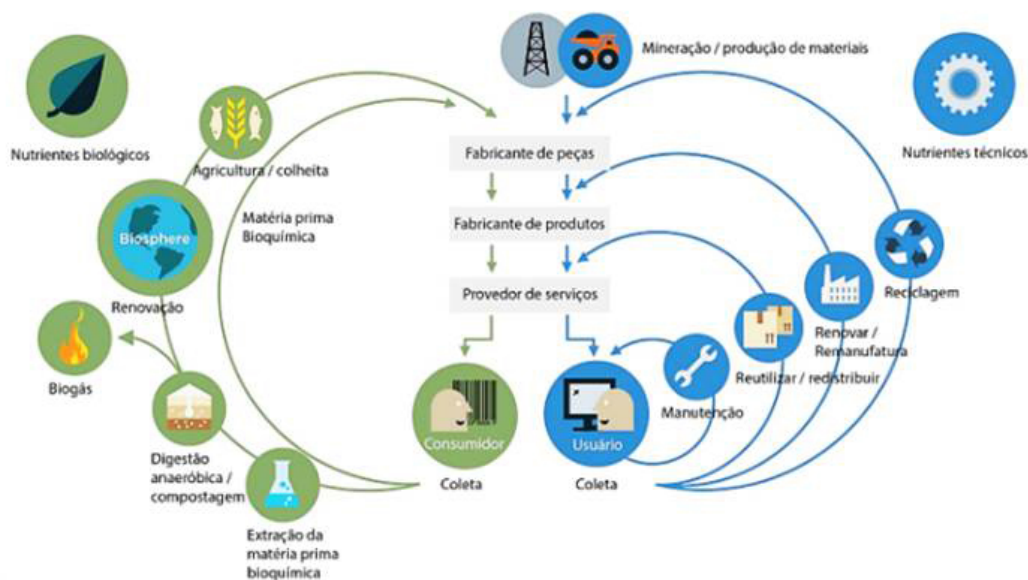 Mineração / produção de materiais
Nutrientes biológicos
Nutrientes técnicos
Agricultura / colheita
Fabricante de peças
Matéria prima
Bioquímica
Fabricante de produtos
Biosphere
Renovação
Provedor de serviços
Reciclagem
Renovar /
Remanufatura
Biogás
Reutilizar / redistribuir
Manutenção
Consumidor
Usuário
Digestão
anaeróbica /
compostagem
Coleta
Coleta
Extração da
matéria prima
bioquímica